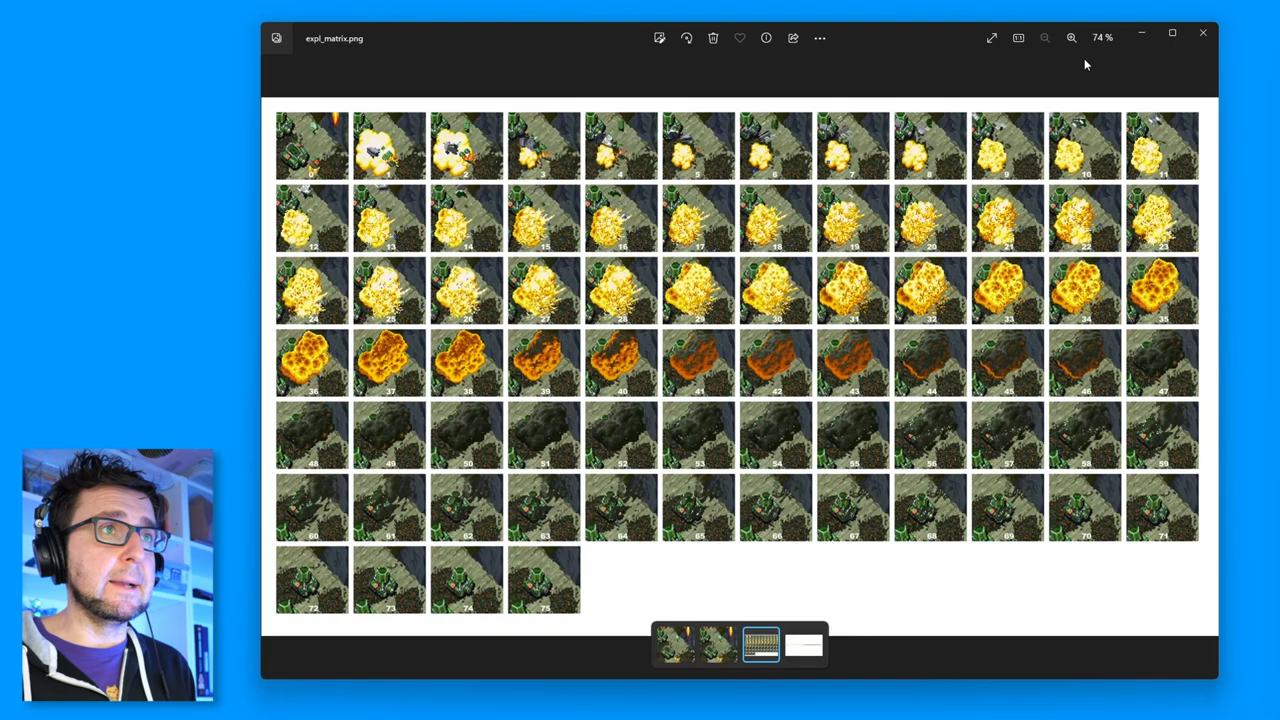 expl_matrix.png
74 %
0 2 3 4 5 6 7 8 9 10 11
12 13 14 15 16 17 18 19 20 21 22 23
24 25 26 27 28 29 30 31 32 33 34 35
36 37 38 39 40 41 42 43 44 45 46 47
48 49 50 51 52 53 54 55 56 57 58 59
60 61 62 63 64 65 66 67 68 69 70 71
72 73 74 75